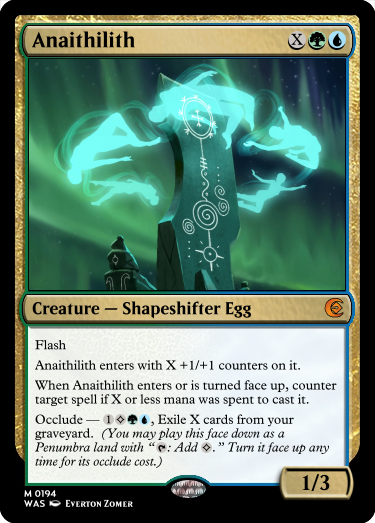 Anaithilith {X}{G}{U}
Creature — Shapeshifter Egg
Flash
Anaithilith enters with X +1/+1 counters on it.
When Anaithilith enters or is turned face up, counter
target spell if X or less mana was spent to cast it.
Occlude — {1}{C}{G}{U}, Exile X cards from your
graveyard. (You may play this face down as a
Penumbra land with “{T}: Add {C}.” Turn it face up any
time for its occlude cost.)
1/3
M 0194
WAS Everton Zomer